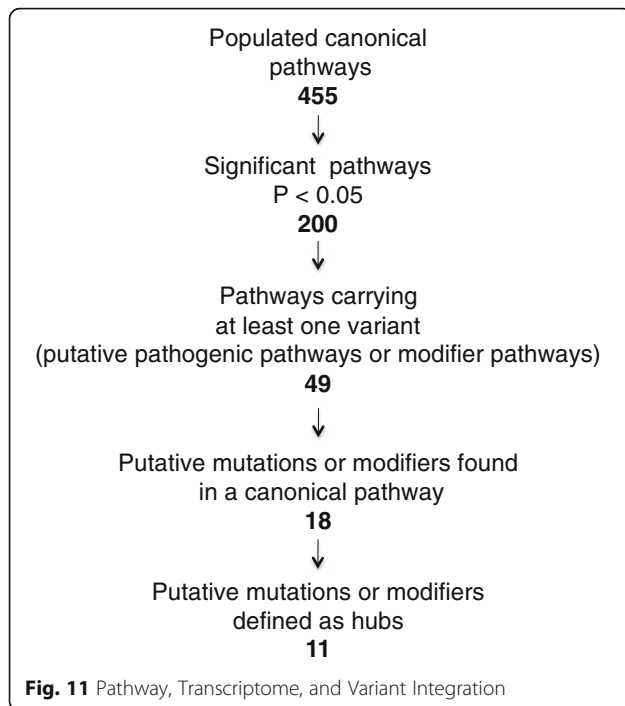 Populated canonical
pathways
455
Significant pathways
P < 0.05
200
Pathways carrying
at least one variant
(putative pathogenic pathways or modifier pathways)
49
Putative mutations or modifiers found
in a canonical pathway
18
Putative mutations or modifiers
defined as hubs
11
Fig. 11 Pathway, Transcriptome, and Variant Integration